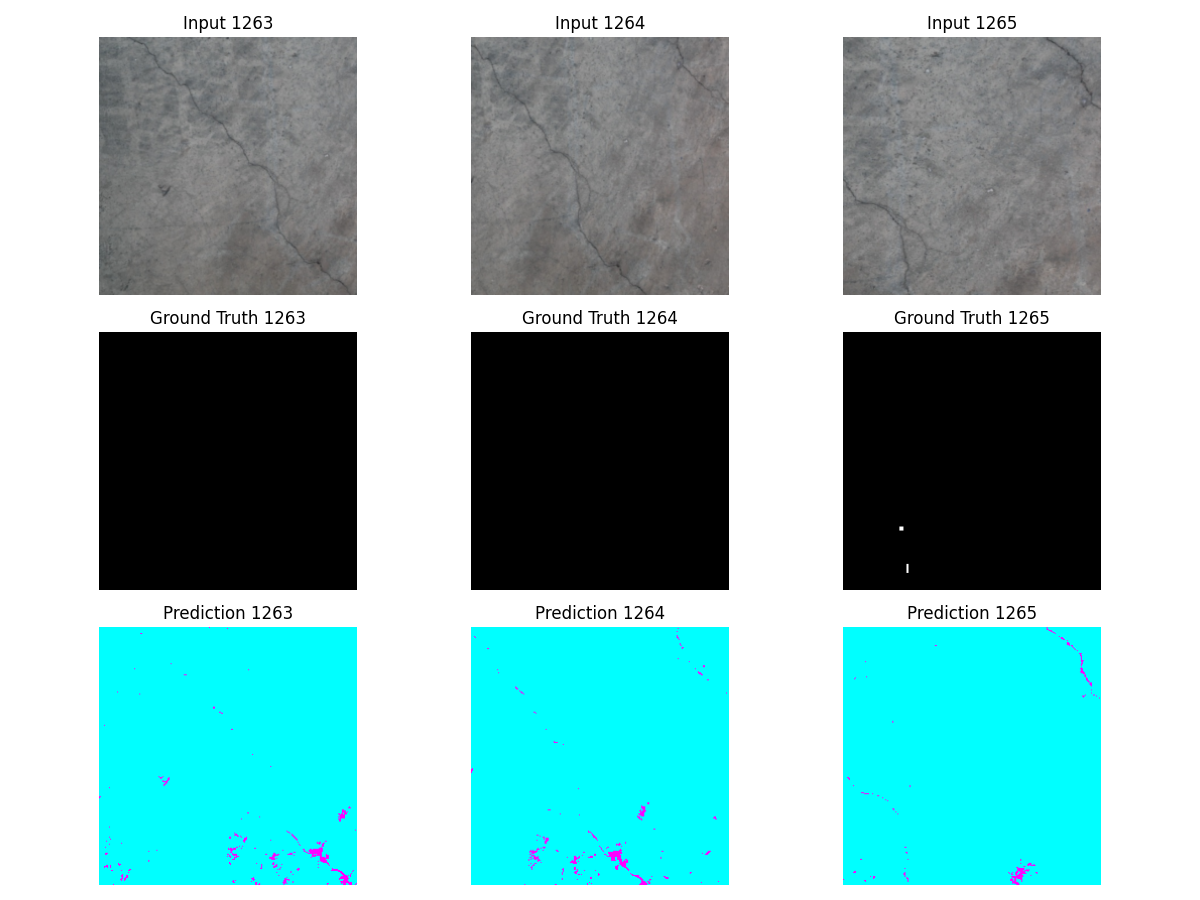 Input 1263
Input 1264
Input 1265
Ground Truth 1263
Ground Truth 1264
Ground Truth 1265
Prediction 1263
Prediction 1264
Prediction 1265